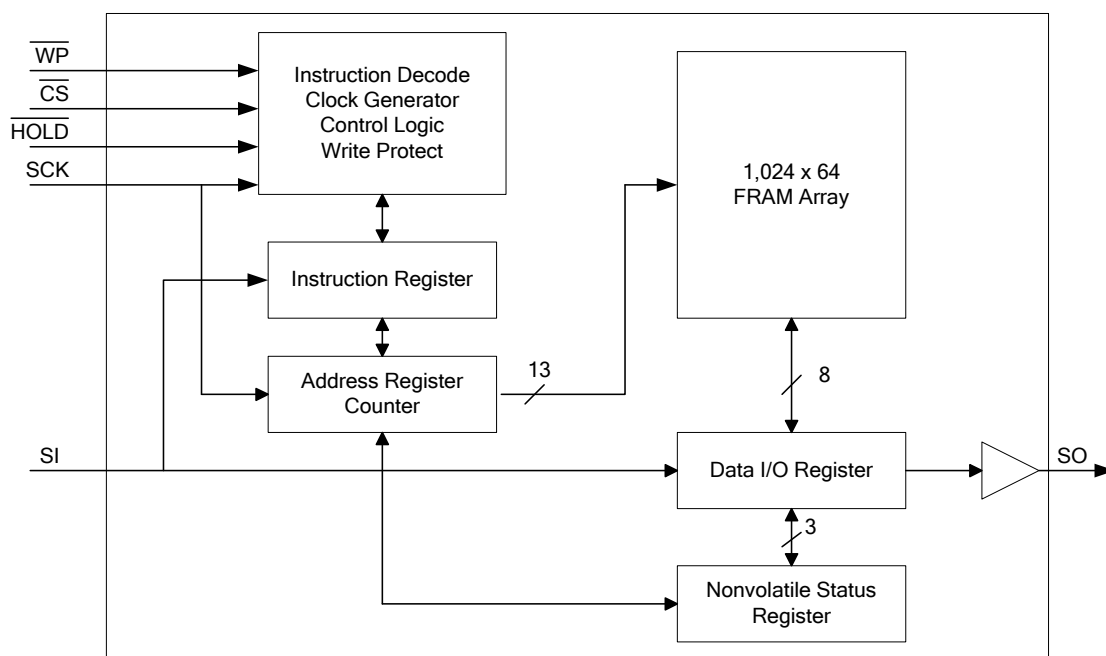 WP
CS
HOLD
SCK
Instruction Decode
Clock Generator
Control Logic
Write Protect
1,024 x 64
FRAM Array
Instruction Register
Address Register
Counter
13
8
SI
Data I/O Register
SO
3
Nonvolatile Status
Register